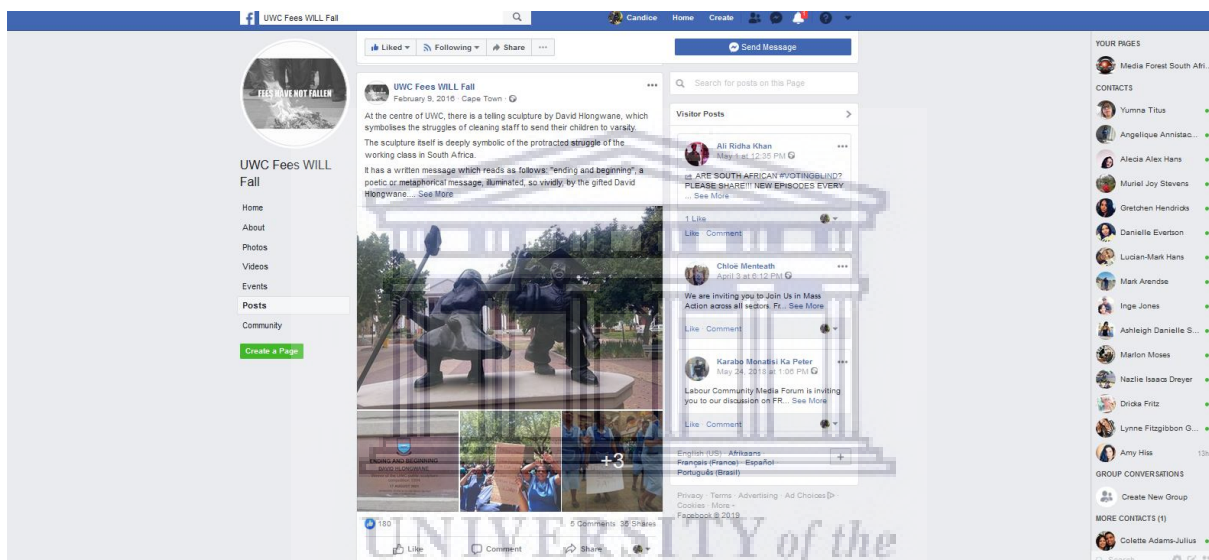 UWC Fees WILL Fall
Candice Home Create
FEES HAVE NOT FALLEN
UWC Fees WILL
Fall
Home
About
Photos
Videos
Events
Posts
Community
Create a Page
Liked Following Share
UWC Fees WILL Fall
February 9, 2016 · Cape Town ·
At the centre of UWC, there is a telling sculpture by David Hlongwane, which
symbolises the struggles of cleaning staff to send their children to varsity.
The sculpture itself is deeply symbolic of the protracted struggle of the
working class in South Africa.
It has a written message which reads as follows: "ending and beginning", a
poetic or metaphorical message, illuminated, so vividly, by the gifted David
Hlongwane.... See More
ENDING AND BEGINNING
DAVID HLONGWANE
+3
180
5 Comments 36 Shares
Like Comment Share
Send Message
Search for posts on this Page
Visitor Posts
Ali Ridha Khan
May 1 at 12:35 PM
ARE SOUTH AFRICAN #VOTINGBLIND?
PLEASE SHARE!!! NEW EPISODES EVERY
... See More
1 Like
Like · Comment
Chloë Menteath
April 3 at 6:12 PM
We are inviting you to Join Us in Mass
Action across all sectors. Fr... See More
Like · Comment
Karabo Monatisi Ka Peter
May 24, 2018 at 1:06 PM
Labour Community Media Forum is inviting
you to our discussion on FR... See More
Like · Comment
English (US) · Afrikaans ·
Français (France) · Español ·
Português (Brasil)
Privacy · Terms · Advertising · Ad Choices
Cookies · More
Facebook © 2019
YOUR PAGES
Media Forest South Afri...
CONTACTS
Yumna Titus
Angelique Annistac...
Alecia Alex Hans
Muriel Joy Stevens
Gretchen Hendricks
Danielle Evertson
Lucian-Mark Hans
Mark Arendse
Inge Jones
Ashleigh Danielle S...
Marlon Moses
Nazlie Isaacs Dreyer
Dricka Fritz
Lynne Fitzgibbon G...
Amy Hiss
GROUP CONVERSATIONS
Create New Group
MORE CONTACTS (1)
Colette Adams-Julius
Search
UNIVERSITY of the